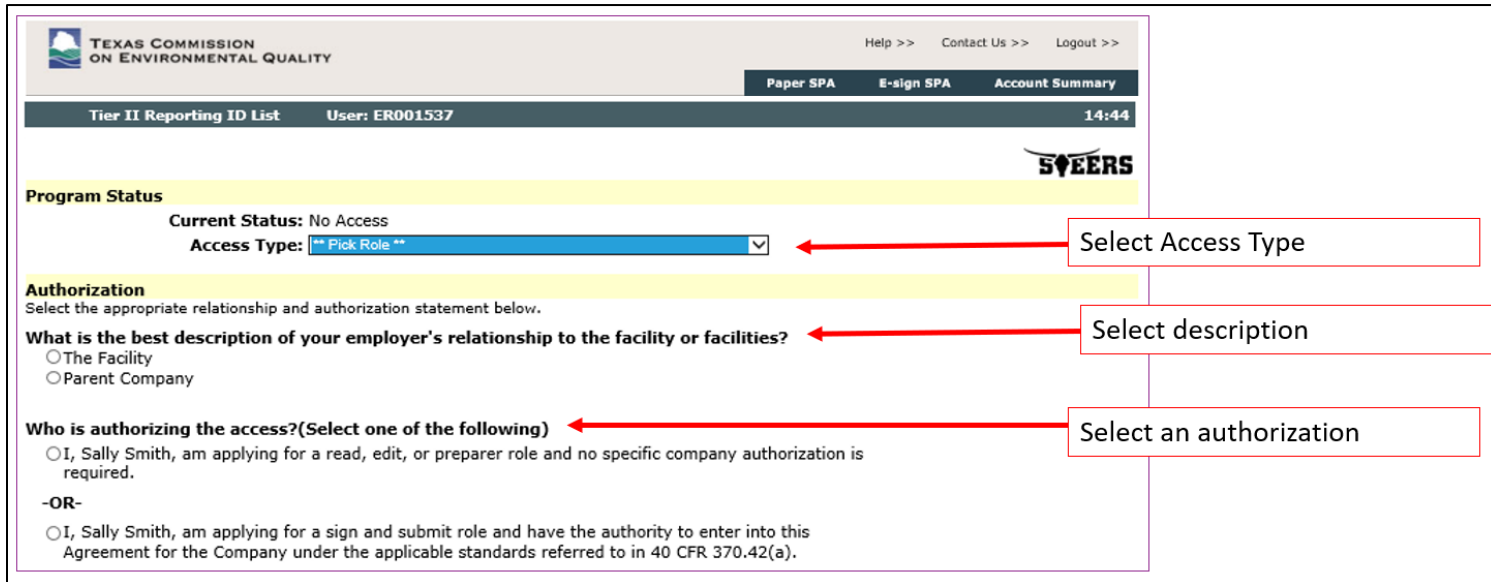 TEXAS COMMISSION
ON ENVIRONMENTAL QUALITY
Help >> Contact Us >> Logout >>
Paper SPA E-sign SPA Account Summary
Tier II Reporting ID List User: ER001537 14:44
STEERS
Program Status
Current Status: No Access
Access Type: ** Pick Role **
Select Access Type
Authorization
Select the appropriate relationship and authorization statement below.
What is the best description of your employer's relationship to the facility or facilities?
Select description
The Facility
Parent Company
Who is authorizing the access?(Select one of the following)
Select an authorization
I, Sally Smith, am applying for a read, edit, or preparer role and no specific company authorization is
required.
-OR-
I, Sally Smith, am applying for a sign and submit role and have the authority to enter into this
Agreement for the Company under the applicable standards referred to in 40 CFR 370.42(a).